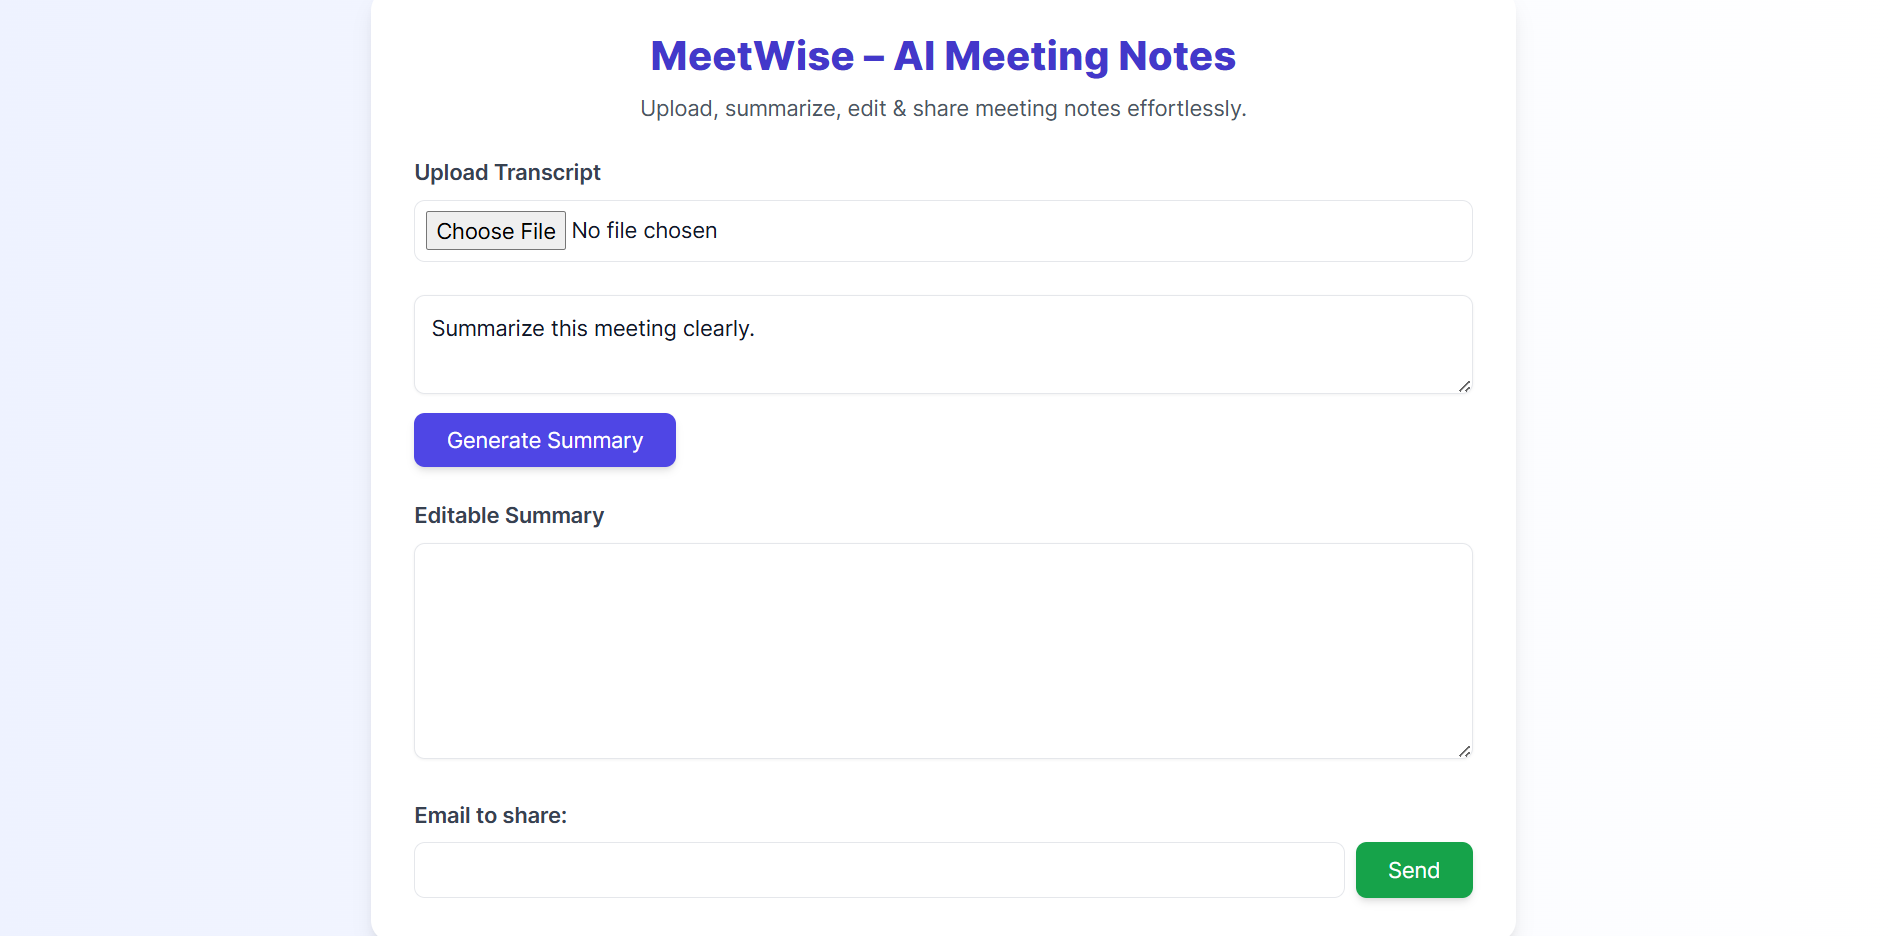 MeetWise – AI Meeting Notes
Upload, summarize, edit & share meeting notes effortlessly.
Upload Transcript
Choose File No file chosen
Summarize this meeting clearly.
Generate Summary
Editable Summary
Email to share:
Send